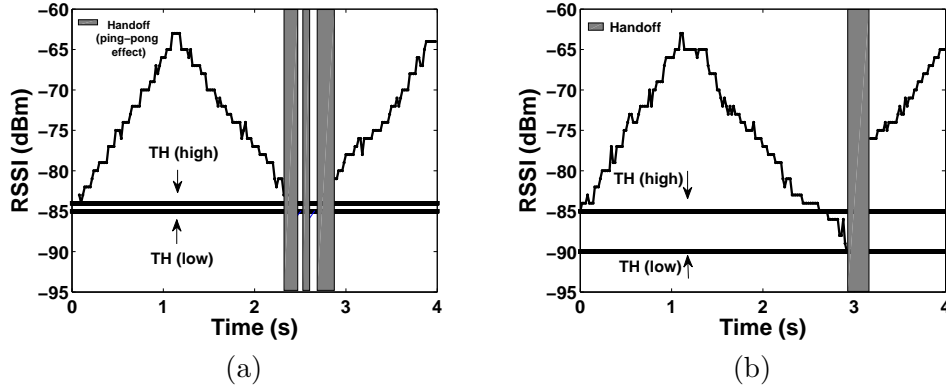 −60
−65
−70
−75
−80
−85
−90
−95
RSSI (dBm)
Handoff
(ping−pong
effect)
TH (high)
TH (low)
0
1
2
3
4
Time (s)
(a)
−60
−65
−70
−75
−80
−85
−90
−95
RSSI (dBm)
Handoff
TH (high)
TH (low)
0
1
2
3
4
Time (s)
(b)